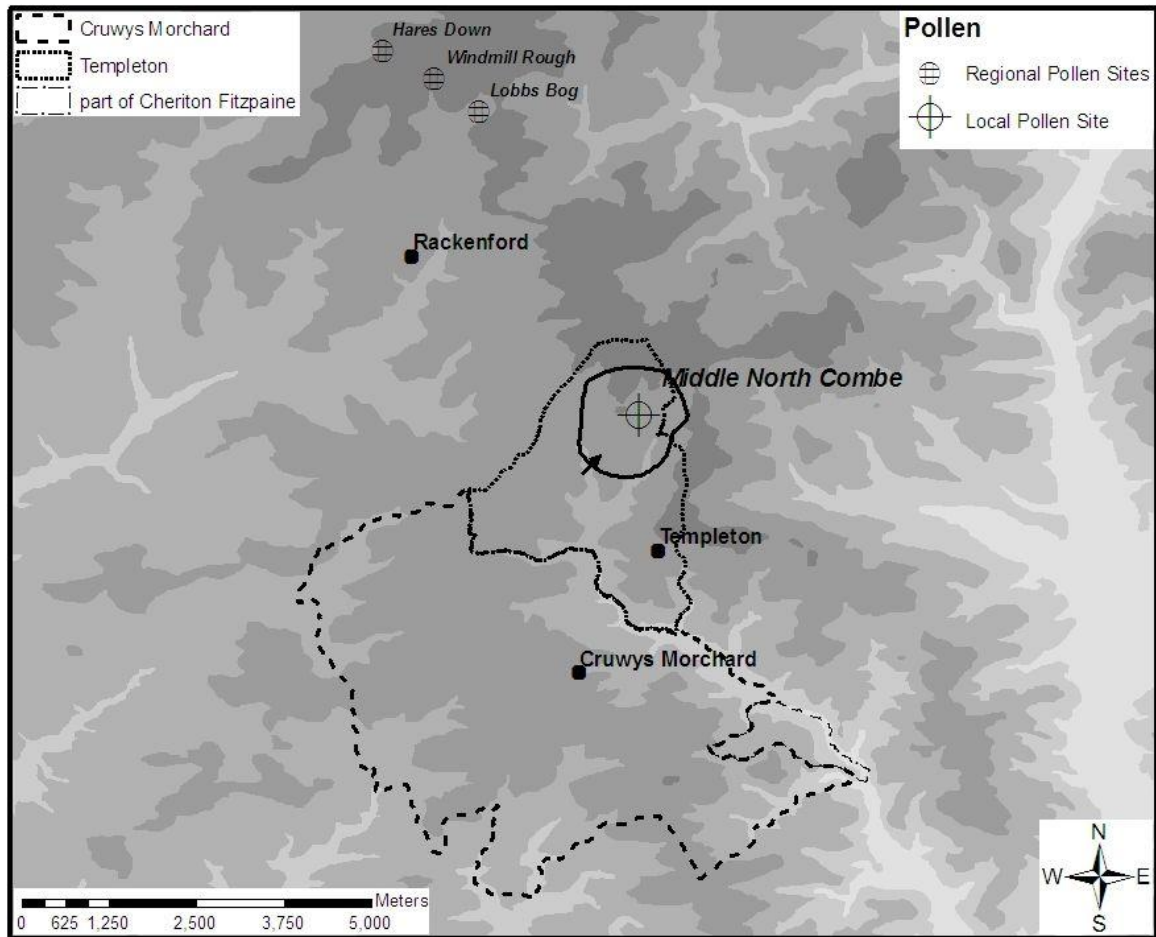 Cruwys Morchard
Templeton
part of Cheriton Fitzpaine
Hares Down
Windmill Rough
Lobbs Bog
Pollen
Regional Pollen Sites
Local Pollen Site
Rackenford
Middle North Combe
Templeton
Cruwys Morchard
Meters
0 625 1,250 2,500 3,750 5,000
N
W E
S